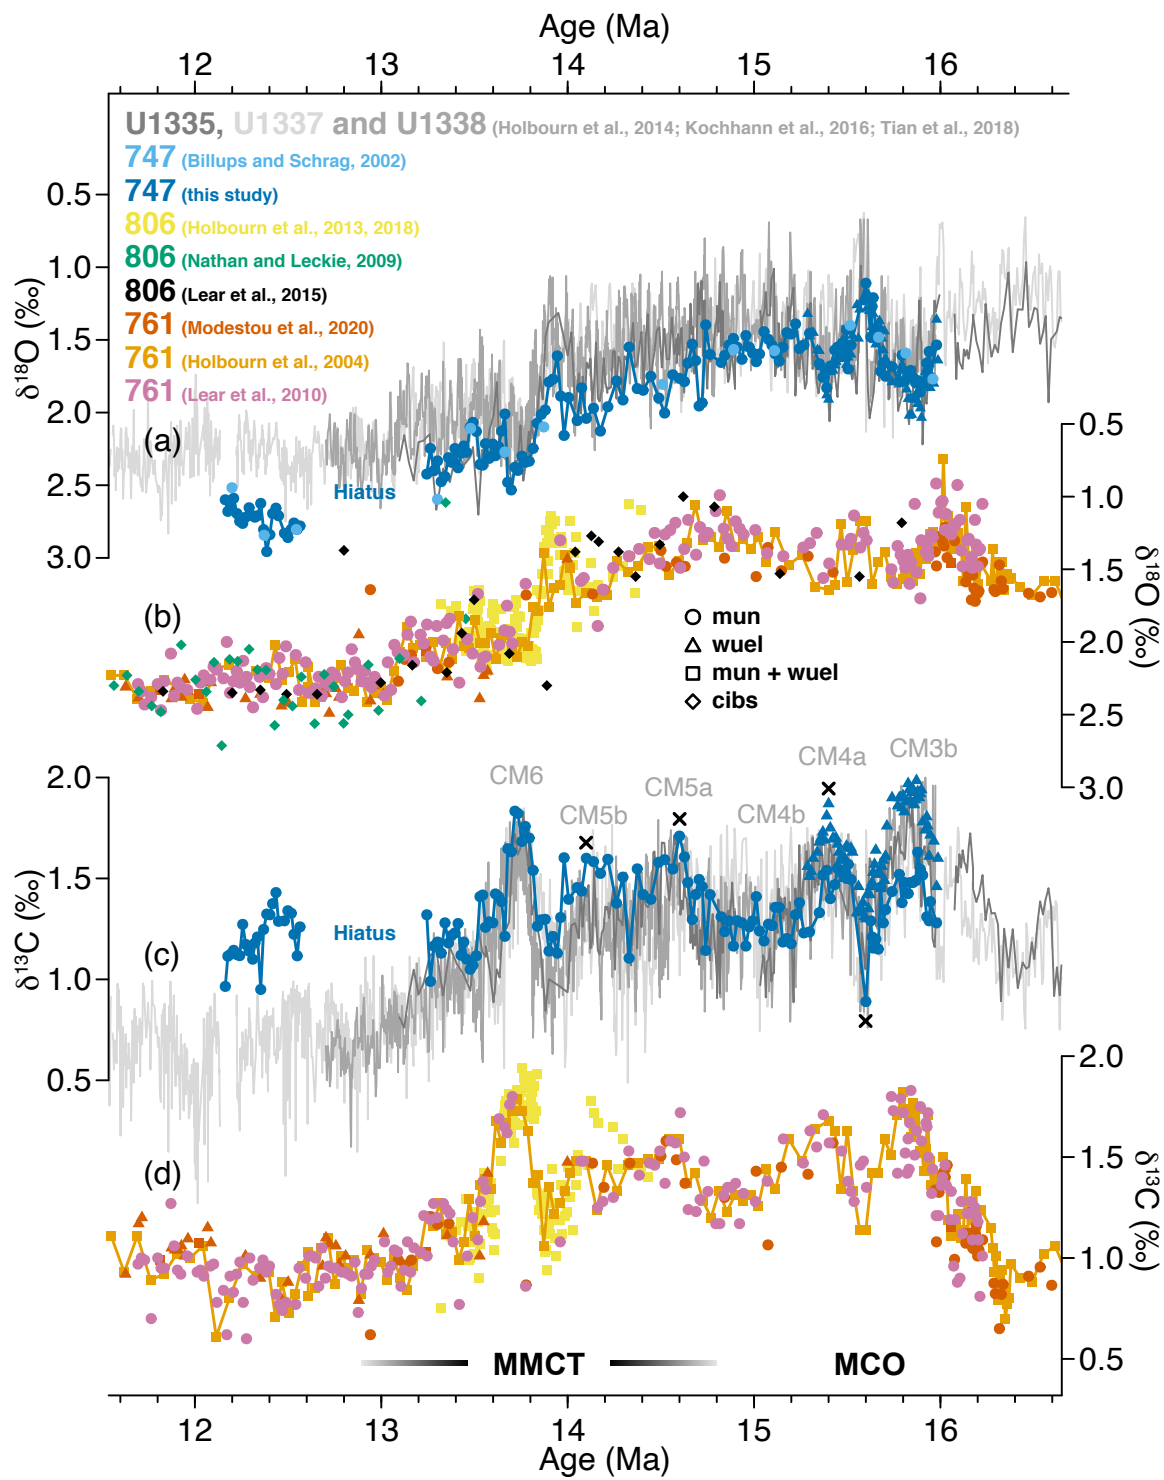 Age (Ma)
12 13 14 15 16
U1335, U1337 and U1338 (Holbourn et al., 2014; Kochhann et al., 2016; Tian et al., 2018)
747 (Billups and Schrag, 2002)
747 (this study)
806 (Holbourn et al., 2013, 2018)
806 (Nathan and Leckie, 2009)
806 (Lear et al., 2015)
761 (Modestou et al., 2020)
761 (Holbourn et al., 2004)
761 (Lear et al., 2010)
0.5
1.0
1.5
2.0
2.5
3.0
δ18O (‰)
(a)
Hiatus
0.5
1.0
1.5
2.0
2.5
3.0
δ18O (‰)
(b)
mun
wuel
mun + wuel
cibs
2.0
1.5
1.0
0.5
δ13C (‰)
CM6
CM5b
CM5a
CM4b
CM4a
CM3b
(c)
Hiatus
2.0
1.5
1.0
0.5
δ13C (‰)
(d)
MMCT MCO
12 13 14 15 16
Age (Ma)